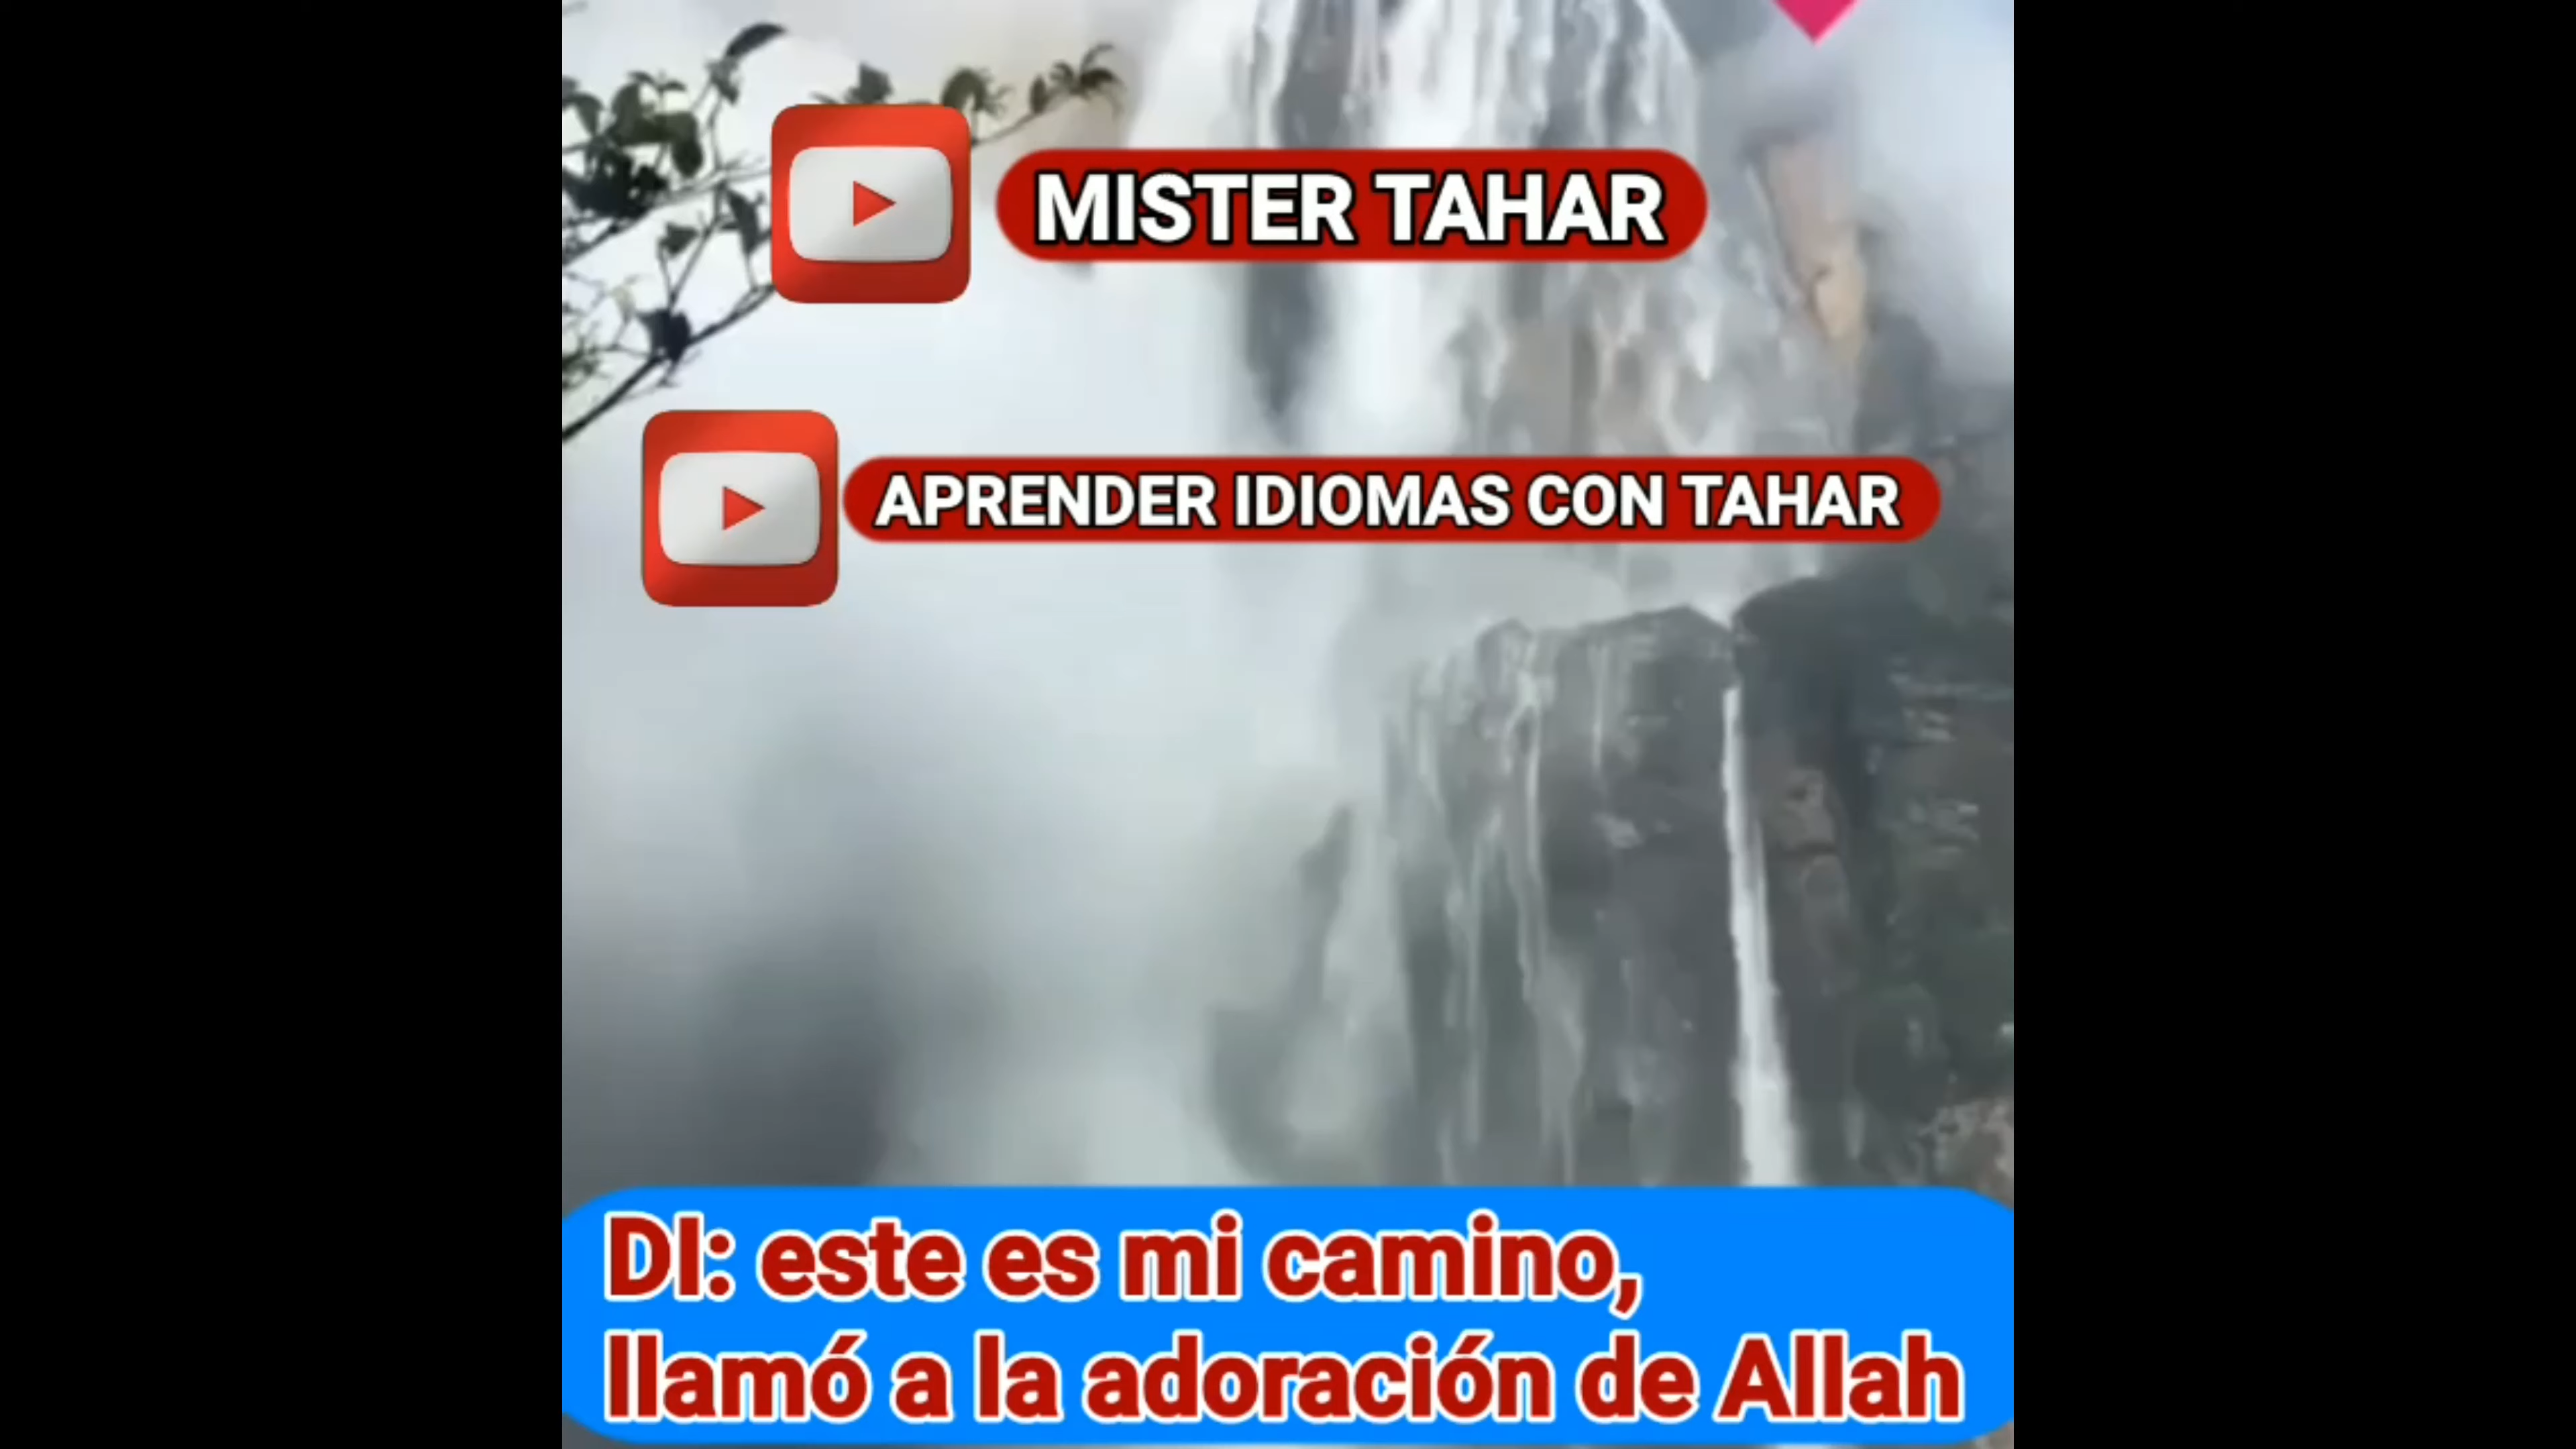 MISTER TAHAR
APRENDER IDIOMAS CON TAHAR
DI: este es mi camino,
llamó a la adoración de Allah